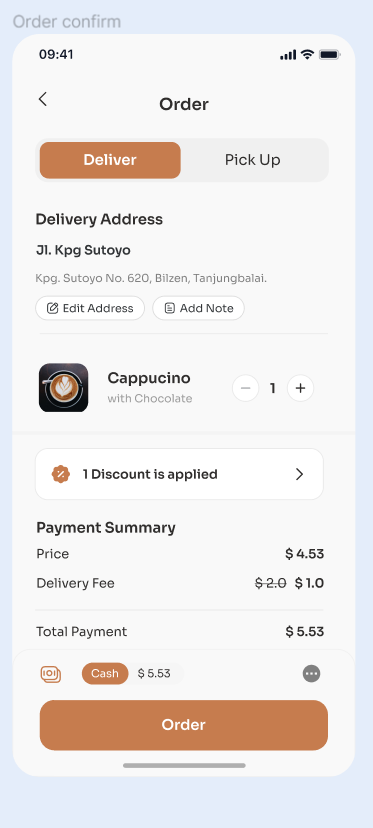 Order confirm
09:41
Order
Deliver Pick Up
Delivery Address
Jl. Kpg Sutoyo
Kpg. Sutoyo No. 620, Bilzen, Tanjungbalai.
Edit Address Add Note
Cappucino
with Chocolate
1
1 Discount is applied
Payment Summary
Price $ 4.53
Delivery Fee $ 2.0 $ 1.0
Total Payment $ 5.53
Cash $ 5.53
Order